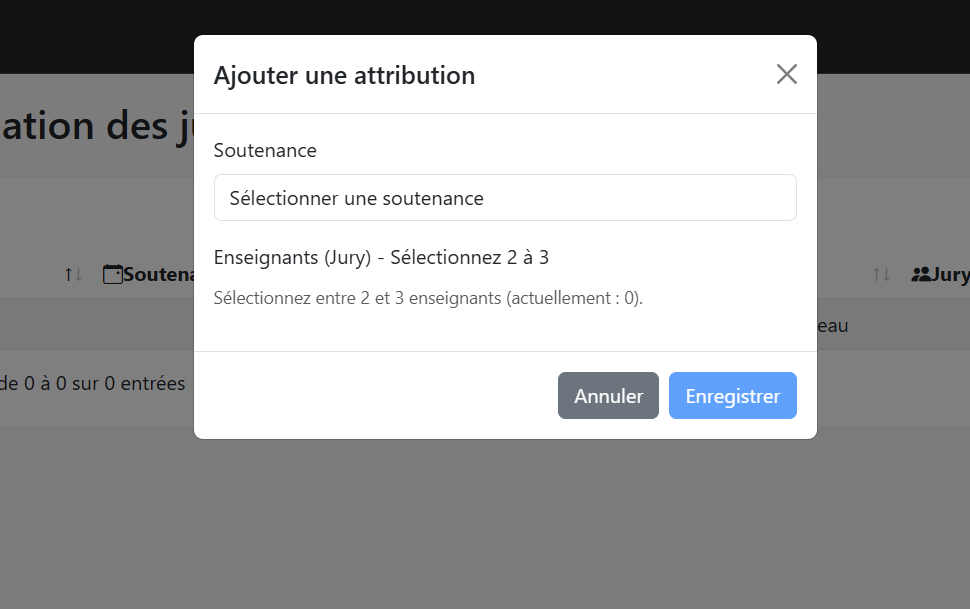 Ajouter une attribution
ation des j
Soutenance
Sélectionner une soutenance
Enseignants (Jury) - Sélectionnez 2 à 3
↑↓ Soutena
↑↓ Jury
Sélectionnez entre 2 et 3 enseignants (actuellement : 0).
eau
de 0 à 0 sur 0 entrées
Annuler
Enregistrer